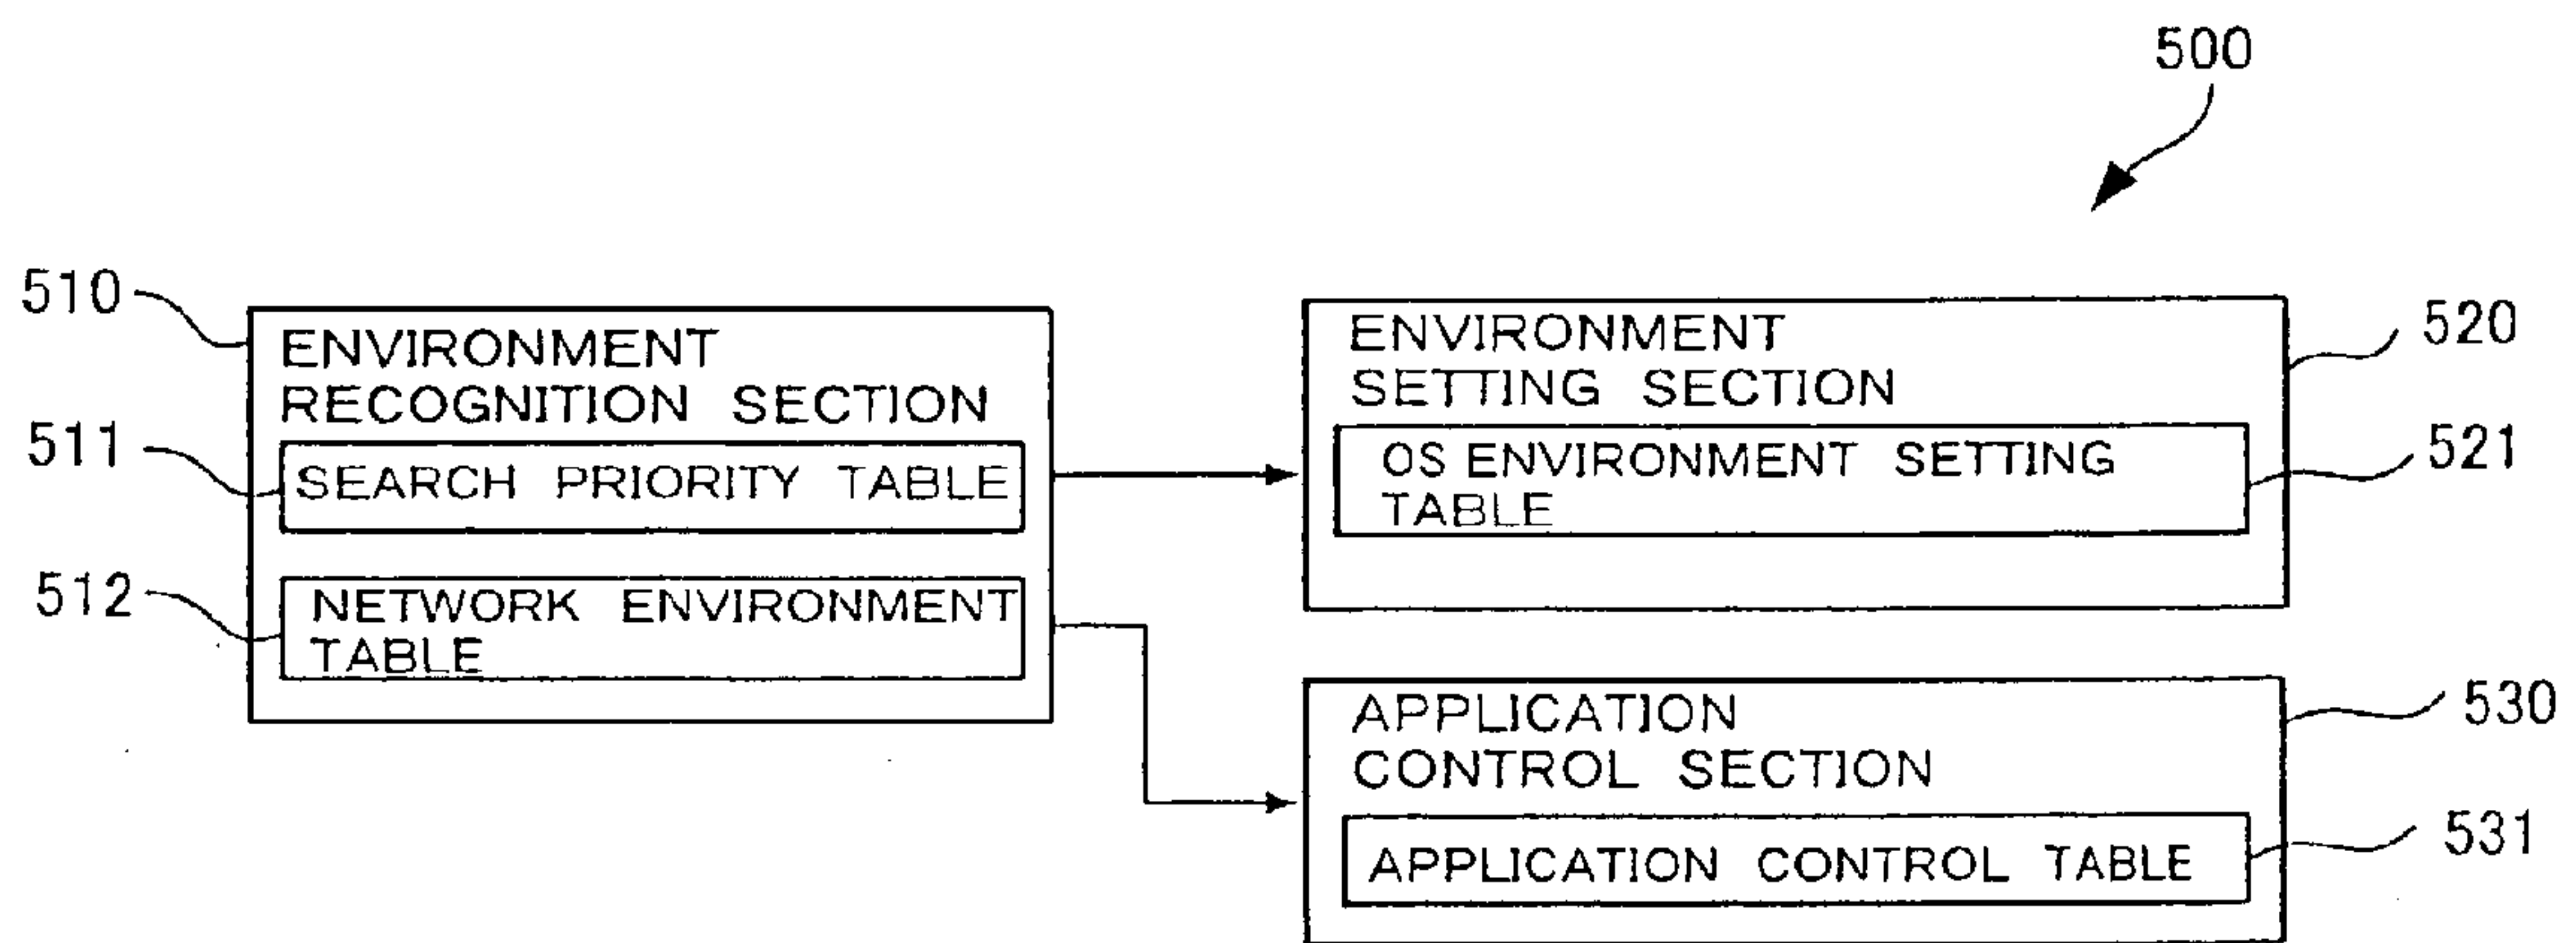 500
510
ENVIRONMENT
RECOGNITION SECTION
511
SEARCH PRIORITY TABLE
512
NETWORK ENVIRONMENT
TABLE
ENVIRONMENT
SETTING SECTION
520
OS ENVIRONMENT SETTING
TABLE
521
APPLICATION
CONTROL SECTION
530
APPLICATION CONTROL TABLE
531